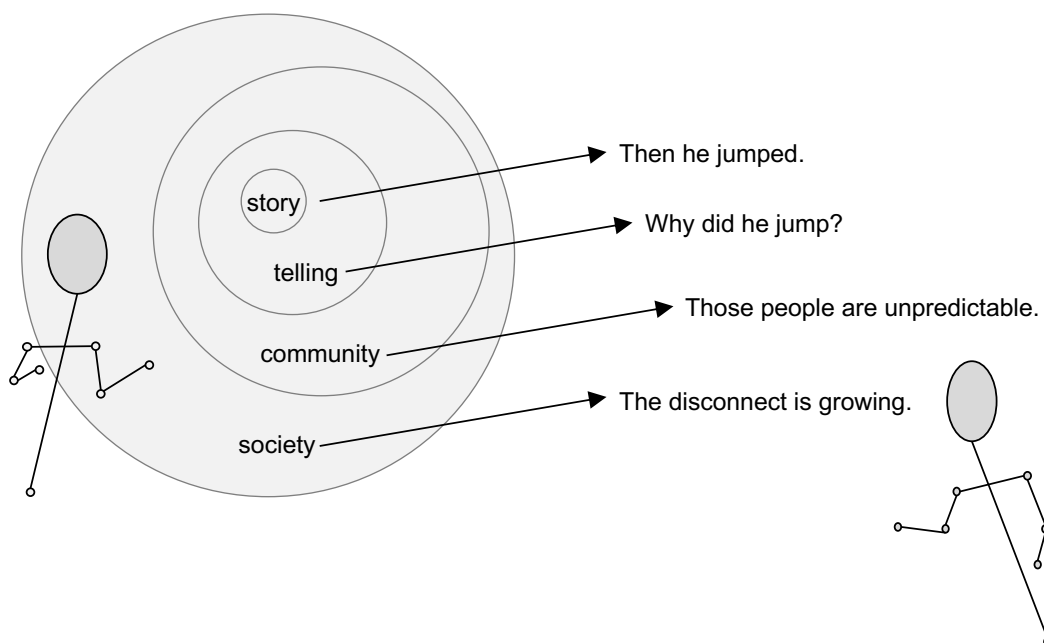 story
Then he jumped.
telling
Why did he jump?
community
Those people are unpredictable.
society
The disconnect is growing.